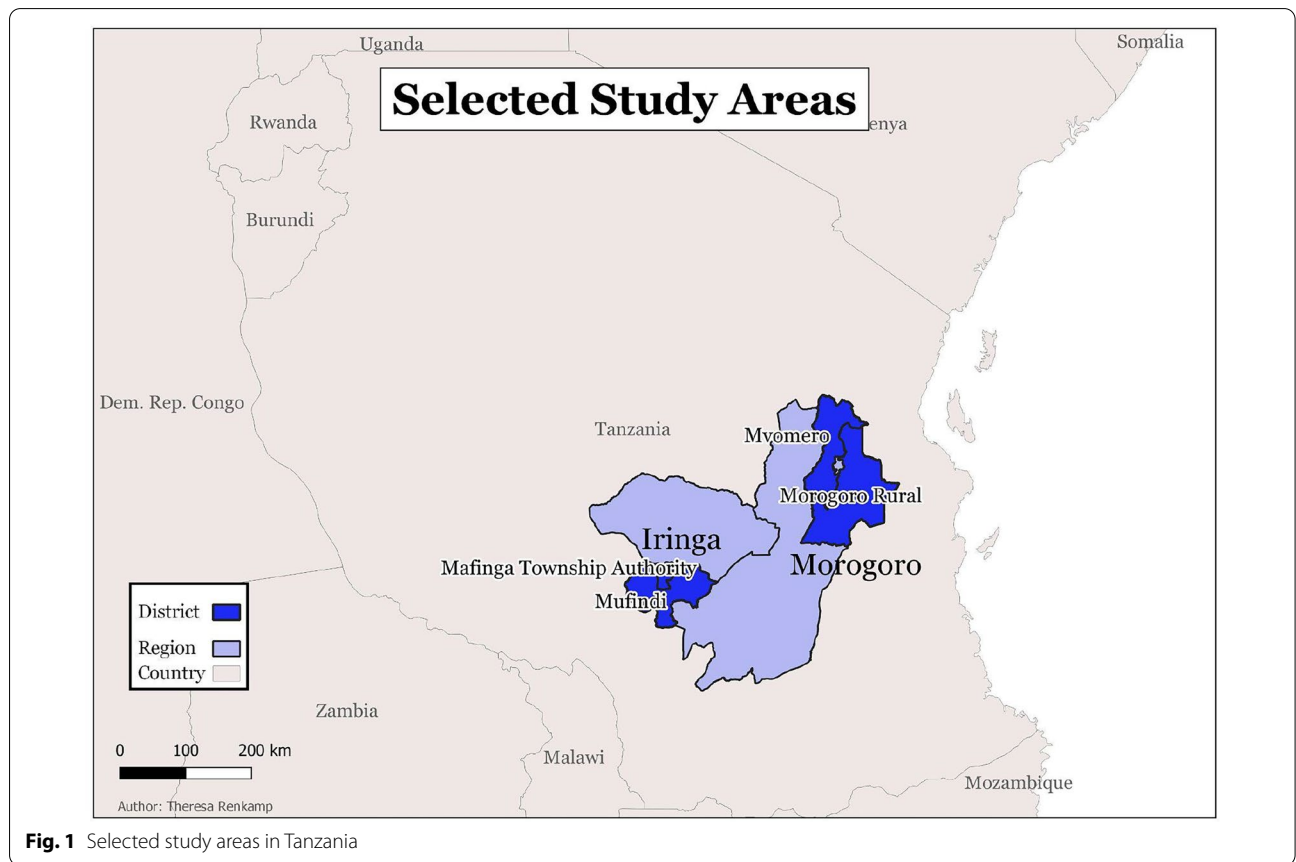 Uganda
Somalia
Selected Study Areas
Rwanda
enya
Burundi
Dem. Rep. Congo
Tanzania
Mvomero
Morogoro Rural
Iringa
Mafinga Township Authority
Morogoro
Mufindi
District
Region
Country
Zambia
0 100 200 km
Malawi
Mozambique
Author: Theresa Renkamp
Fig. 1 Selected study areas in Tanzania